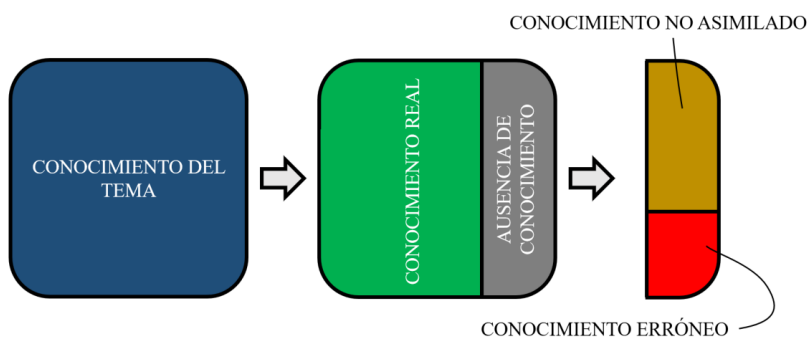 CONOCIMIENTO NO ASIMILADO
CONOCIMIENTO DEL
TEMA
CONOCIMIENTO REAL
AUSENCIA DE
CONOCIMIENTO
CONOCIMIENTO ERRÓNEO